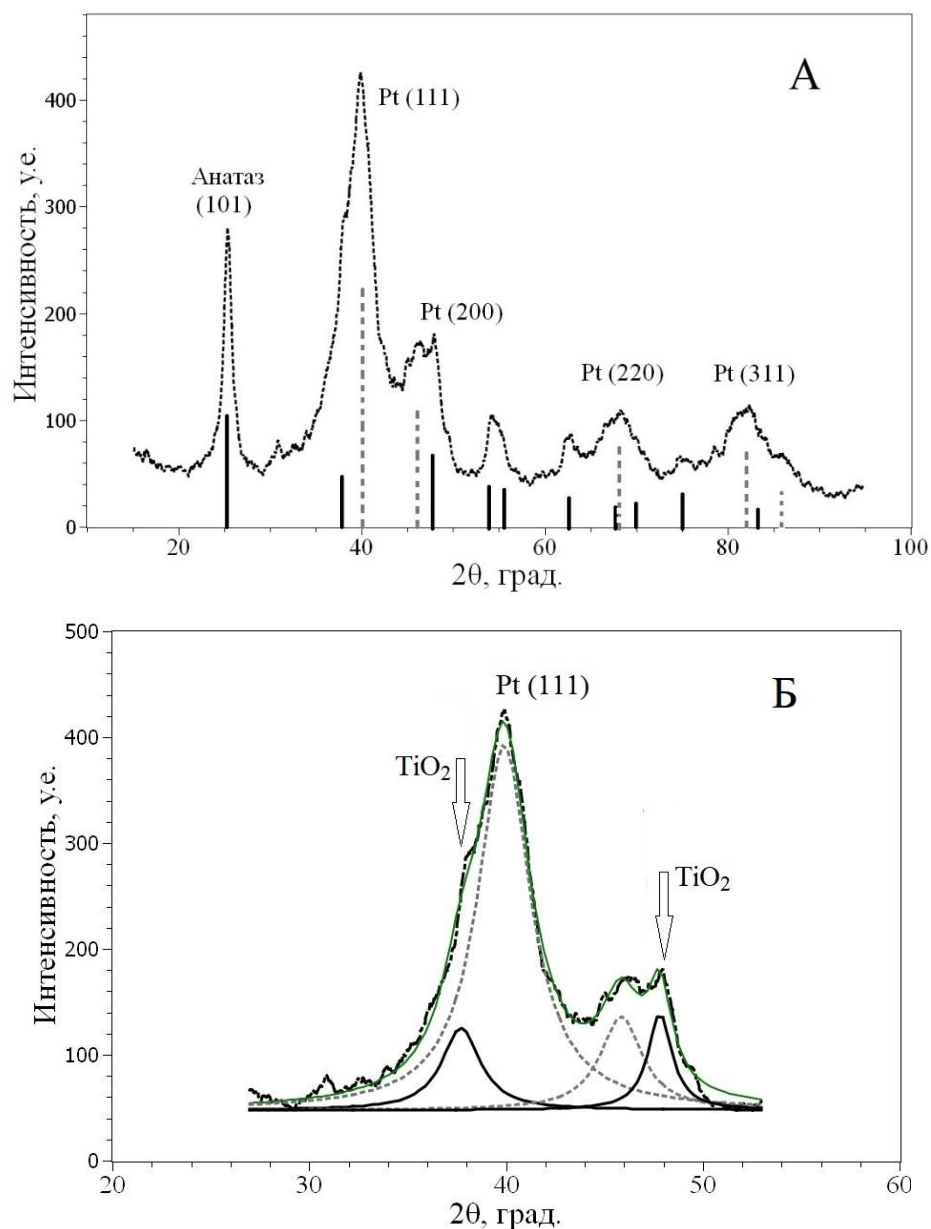 А
Pt (111)
400
Анатаз
(101)
300
Pt (200)
200
Pt (220)
Pt (311)
100
0
20
40
60
80
100
Интенсивность, у.е.
2θ, град.
500
Б
Pt (111)
400
TiO₂
300
TiO₂
200
100
0
20
30
40
50
60
Интенсивность, у.е.
2θ, град.